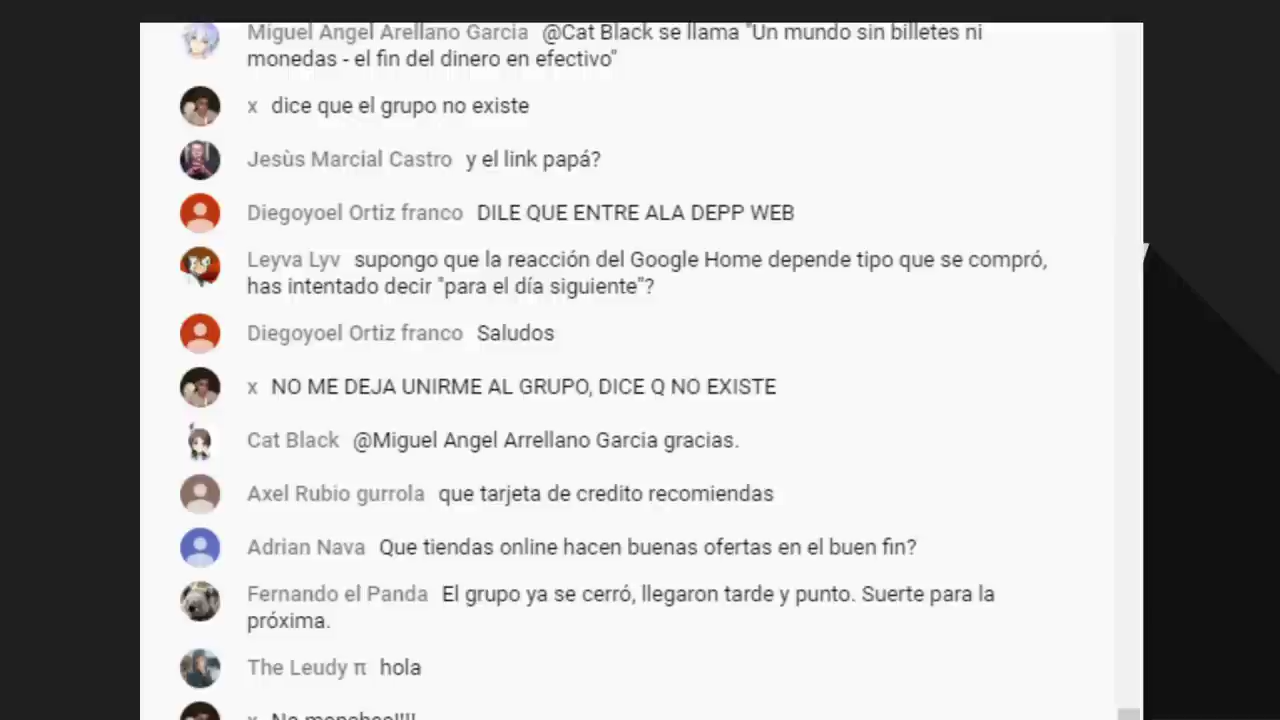 Miguel Angel Arellano Garcia @Cat Black se llama "Un mundo sin billetes ni
monedas - el fin del dinero en efectivo"
x dice que el grupo no existe
Jesùs Marcial Castro y el link papá?
Diegoyoel Ortiz franco DILE QUE ENTRE ALA DEPP WEB
Leyva Lyv supongo que la reacción del Google Home depende tipo que se compró,
has intentado decir "para el día siguiente"?
Diegoyoel Ortiz franco Saludos
x NO ME DEJA UNIRME AL GRUPO, DICE Q NO EXISTE
Cat Black @Miguel Angel Arrellano Garcia gracias.
Axel Rubio gurrola que tarjeta de credito recomiendas
Adrian Nava Que tiendas online hacen buenas ofertas en el buen fin?
Fernando el Panda El grupo ya se cerró, llegaron tarde y punto. Suerte para la
próxima.
The Leudy π hola
x No